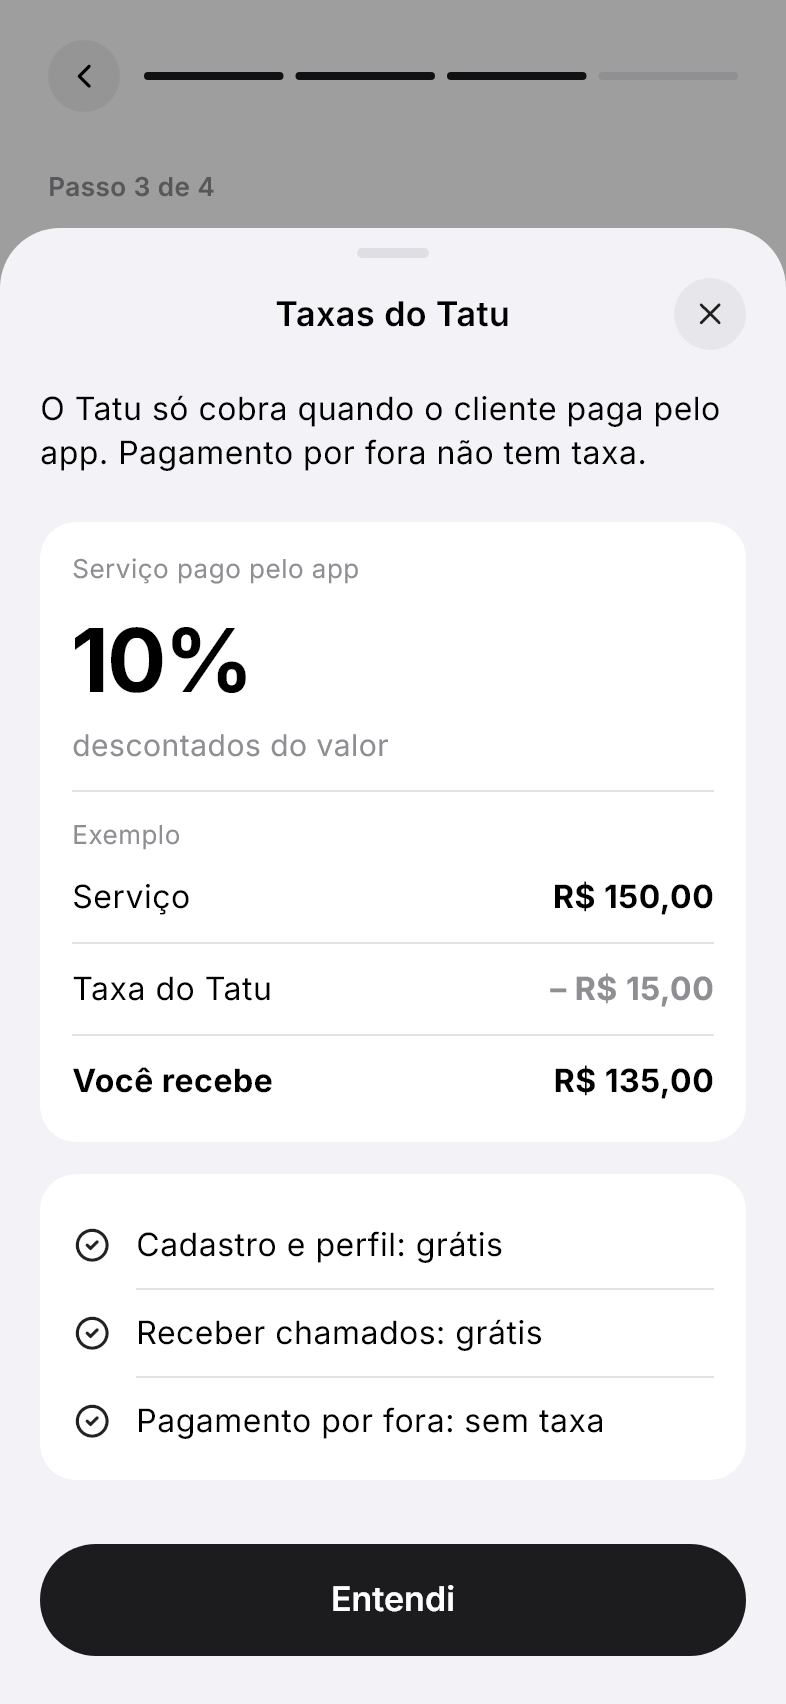 Passo 3 de 4
Taxas do Tatu
O Tatu só cobra quando o cliente paga pelo
app. Pagamento por fora não tem taxa.
Serviço pago pelo app
10%
descontados do valor
Exemplo
Serviço R$ 150,00
Taxa do Tatu – R$ 15,00
Você recebe R$ 135,00
Cadastro e perfil: grátis
Receber chamados: grátis
Pagamento por fora: sem taxa
Entendi